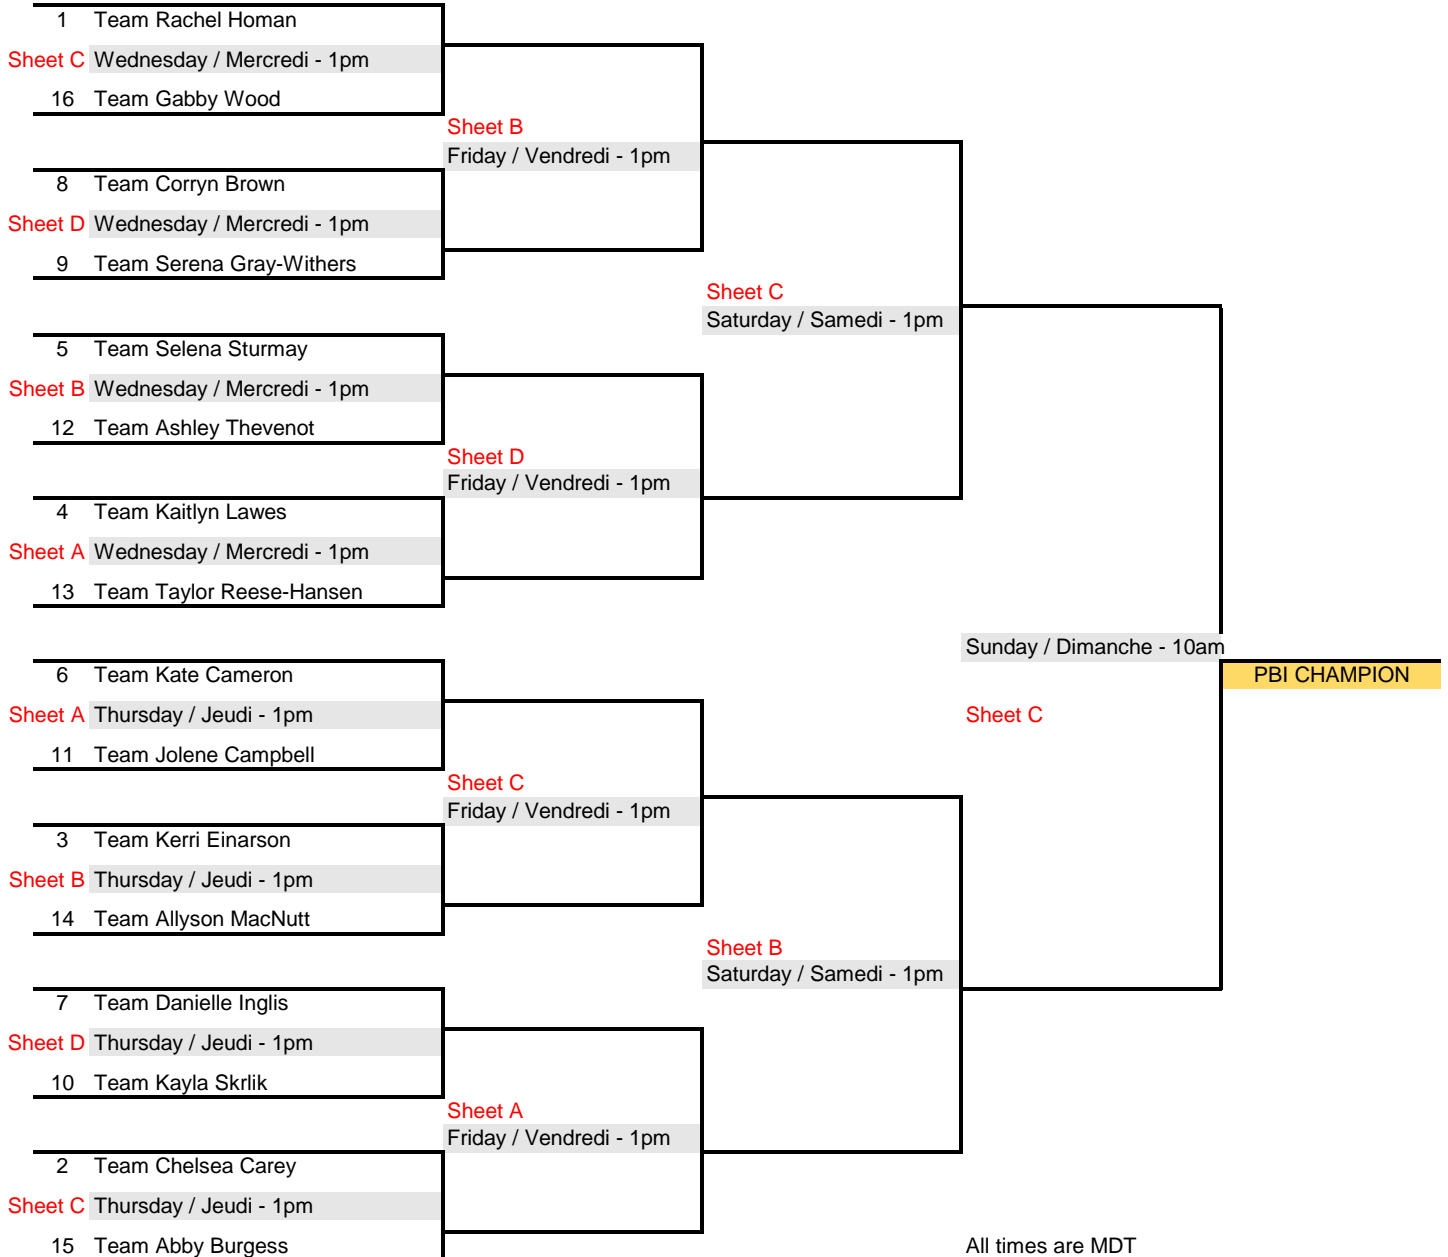 1 Team Rachel Homan
Sheet C Wednesday / Mercredi - 1pm
16 Team Gabby Wood
Sheet B
Friday / Vendredi - 1pm
8 Team Corryn Brown
Sheet D Wednesday / Mercredi - 1pm
9 Team Serena Gray-Withers
Sheet C
Saturday / Samedi - 1pm
5 Team Selena Sturmay
Sheet B Wednesday / Mercredi - 1pm
12 Team Ashley Thevenot
Sheet D
Friday / Vendredi - 1pm
4 Team Kaitlyn Lawes
Sheet A Wednesday / Mercredi - 1pm
13 Team Taylor Reese-Hansen
Sunday / Dimanche - 10am
6 Team Kate Cameron
PBI CHAMPION
Sheet A Thursday / Jeudi - 1pm
Sheet C
11 Team Jolene Campbell
Sheet C
Friday / Vendredi - 1pm
3 Team Kerri Einarson
Sheet B Thursday / Jeudi - 1pm
14 Team Allyson MacNutt
Sheet B
Saturday / Samedi - 1pm
7 Team Danielle Inglis
Sheet D Thursday / Jeudi - 1pm
10 Team Kayla Skrlik
Sheet A
Friday / Vendredi - 1pm
2 Team Chelsea Carey
Sheet C Thursday / Jeudi - 1pm
15 Team Abby Burgess
All times are MDT